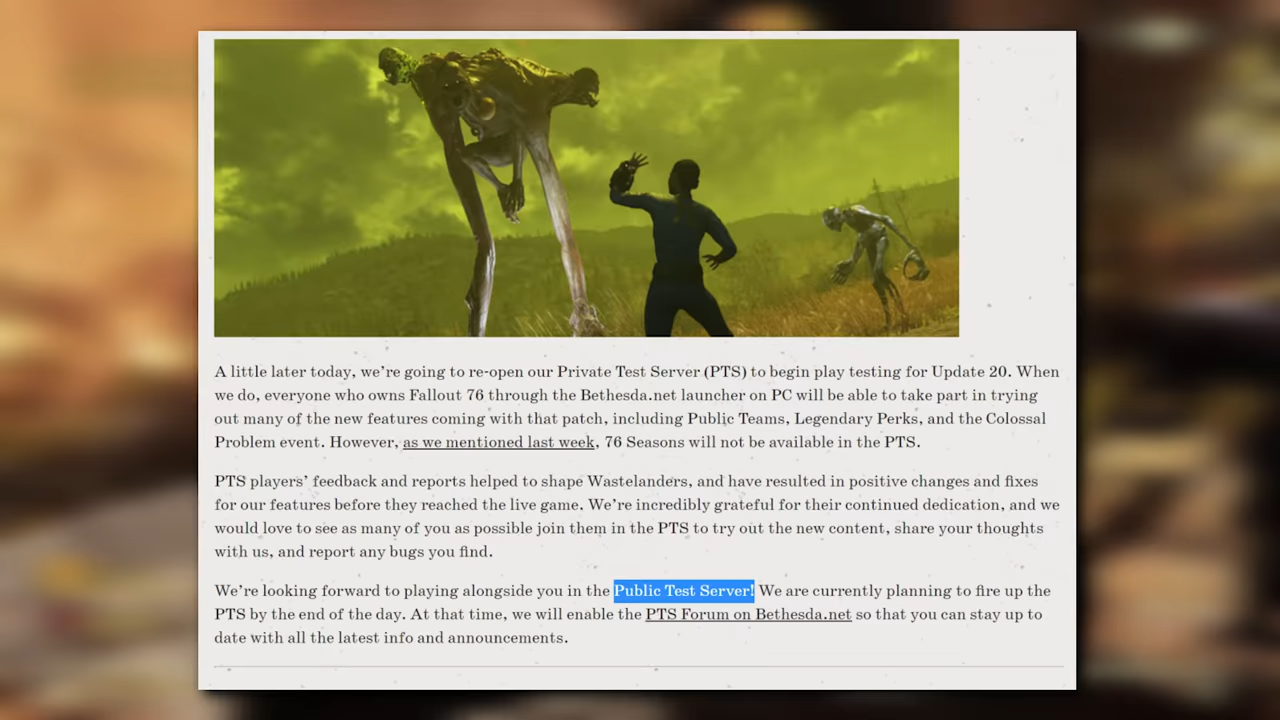 A little later today, we're going to re-open our Private Test Server (PTS) to begin play testing for Update 20. When
we do, everyone who owns Fallout 76 through the Bethesda.net launcher on PC will be able to take part in trying
out many of the new features coming with that patch, including Public Teams, Legendary Perks, and the Colossal
Problem event. However, as we mentioned last week, 76 Seasons will not be available in the PTS.
PTS players' feedback and reports helped to shape Wastelanders, and have resulted in positive changes and fixes
for our features before they reached the live game. We're incredibly grateful for their continued dedication, and we
would love to see as many of you as possible join them in the PTS to try out the new content, share your thoughts
with us, and report any bugs you find.
We're looking forward to playing alongside you in the Public Test Server! We are currently planning to fire up the
PTS by the end of the day. At that time, we will enable the PTS Forum on Bethesda.net so that you can stay up to
date with all the latest info and announcements.